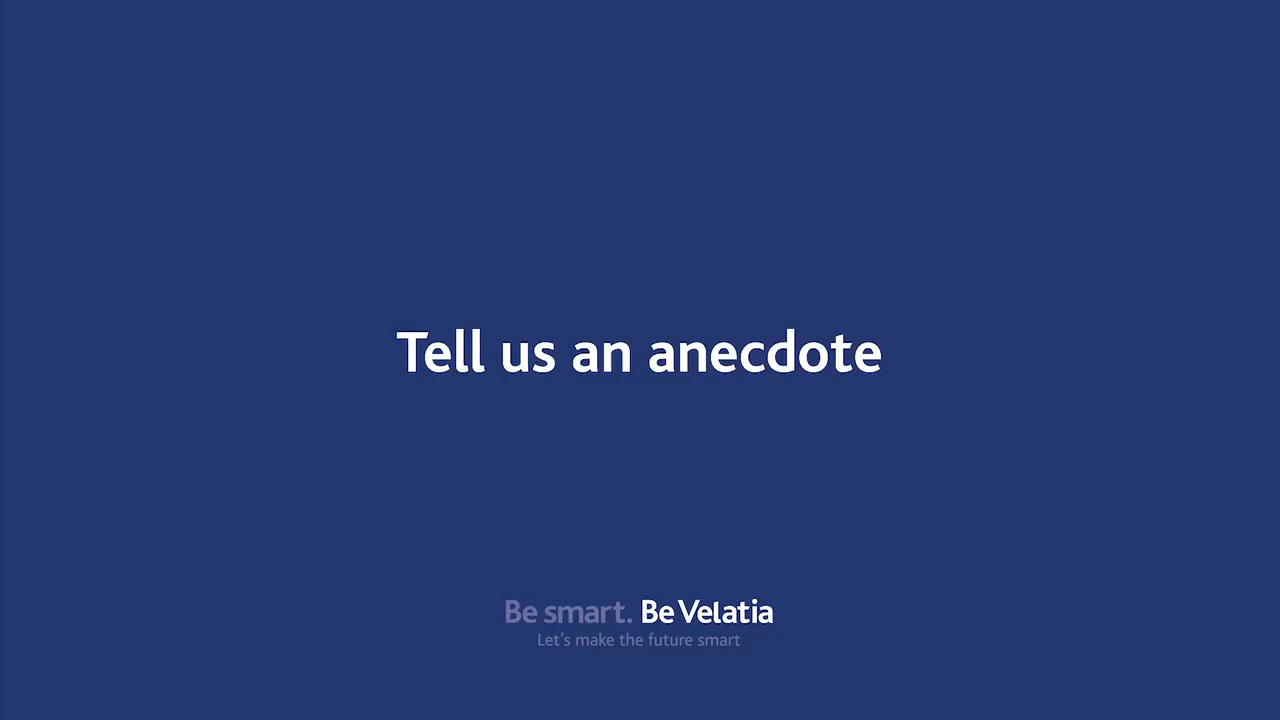 Tell us an anecdote
Be smart. Be Velatia
Let's make the future smart